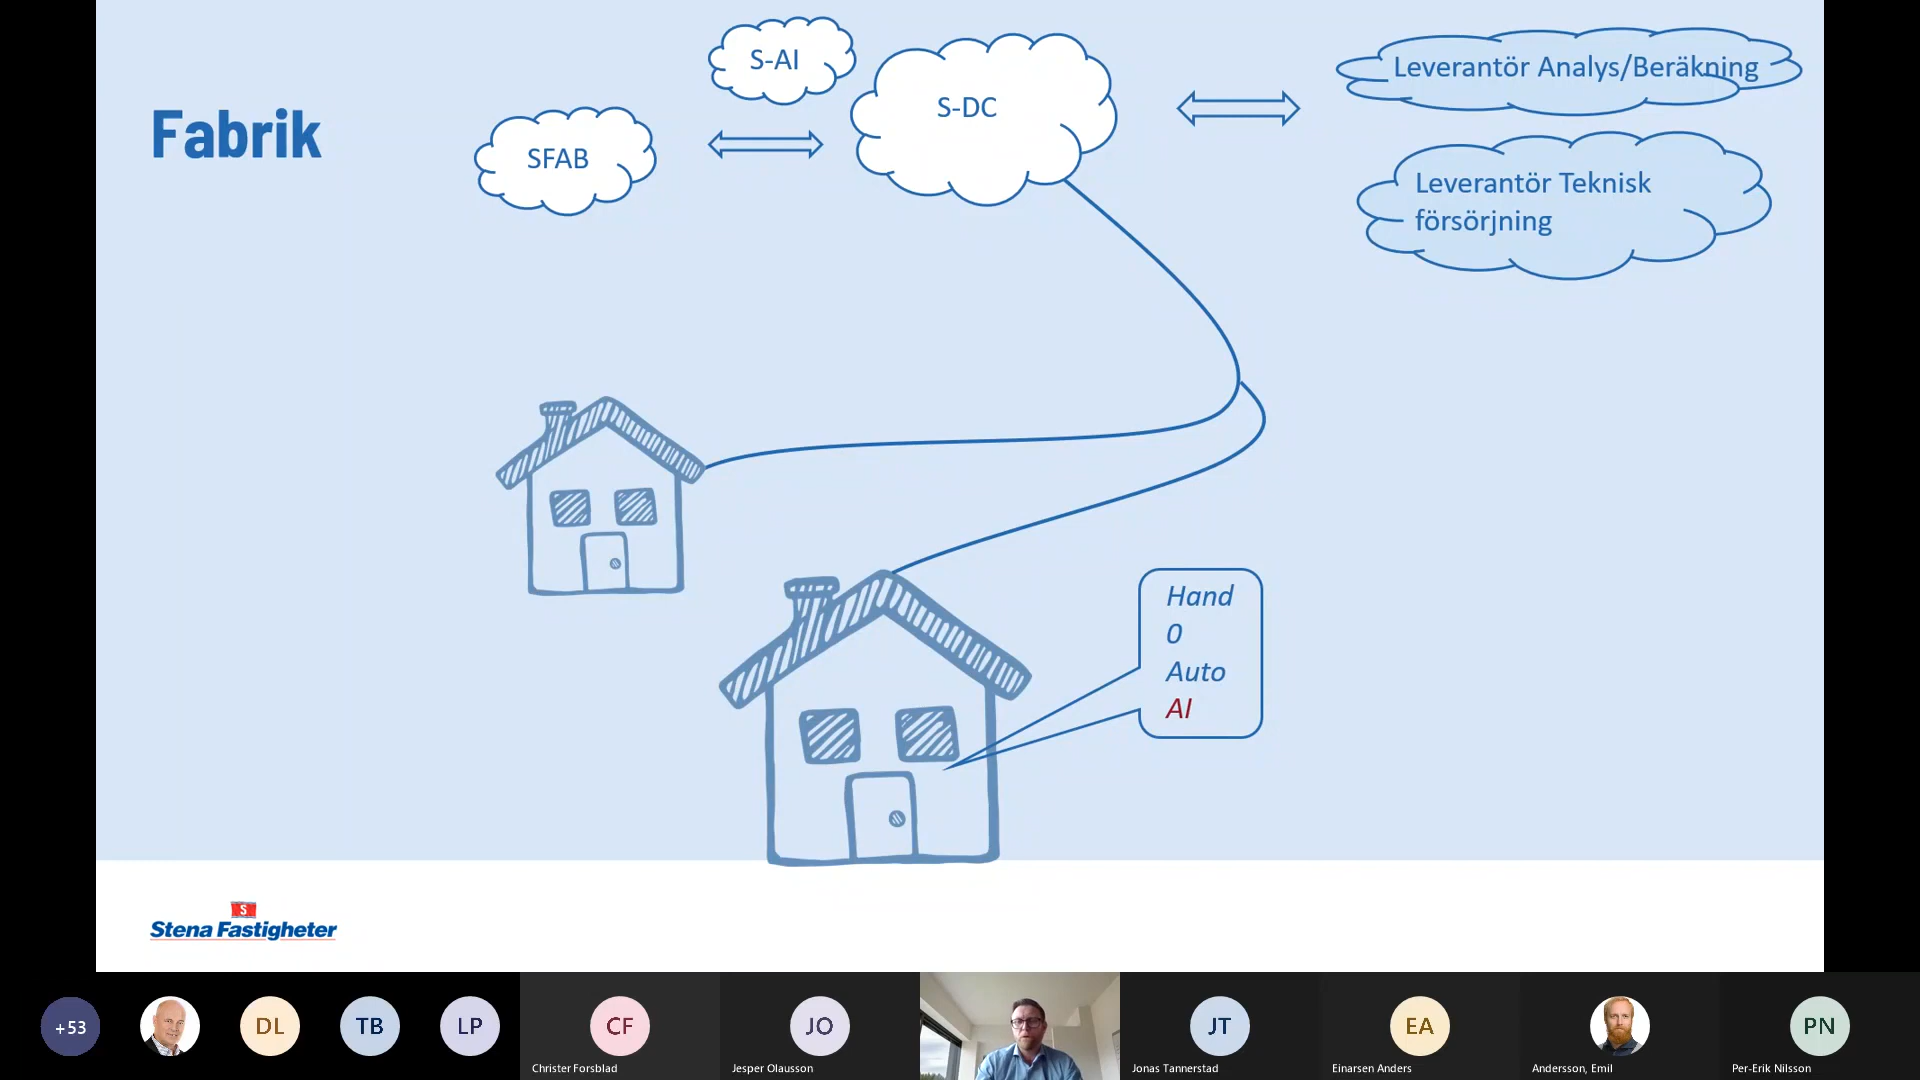 S-AI
Leverantör Analys/Beräkning
S-DC
Fabrik
SFAB
Leverantör Teknisk
försörjning
Hand
0
Auto
AI
S
Stena Fastigheter
+53
DL
TB
LP
CF
JO
JT
EA
PN
Christer Forsblad
Jesper Olausson
Jonas Tannerstad
Einarsen Anders
Andersson, Emil
Per-Erik Nilsson